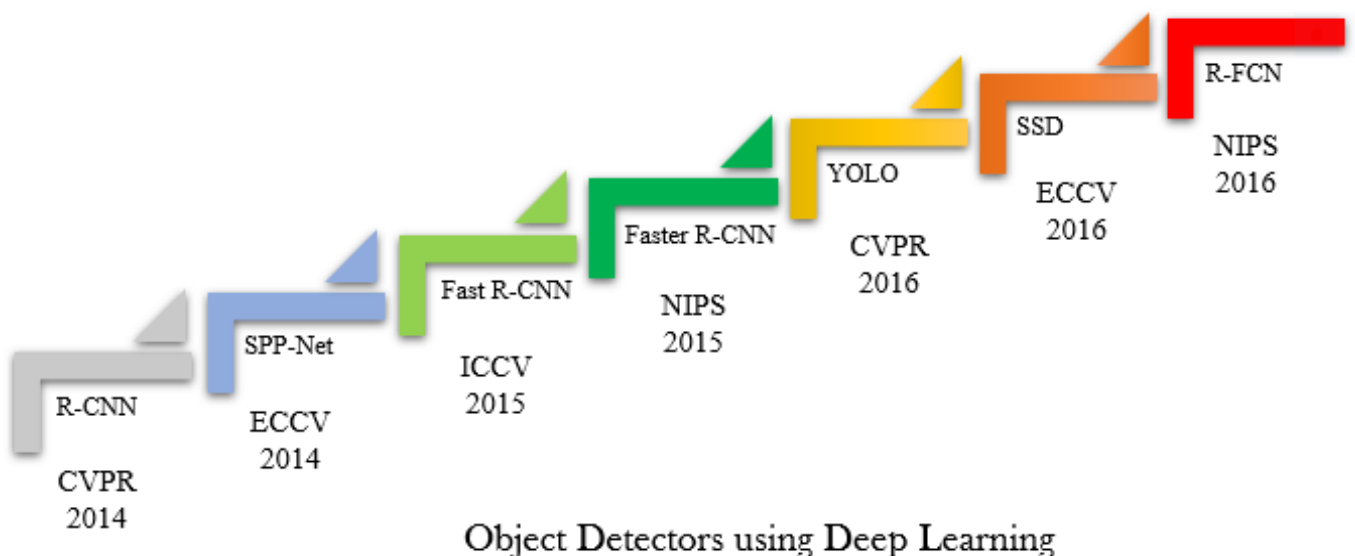 R-CNN
CVPR
2014
SPP-Net
ECCV
2014
Fast R-CNN
ICCV
2015
Faster R-CNN
NIPS
2015
YOLO
CVPR
2016
SSD
ECCV
2016
R-FCN
NIPS
2016
Object Detectors using Deep Learning